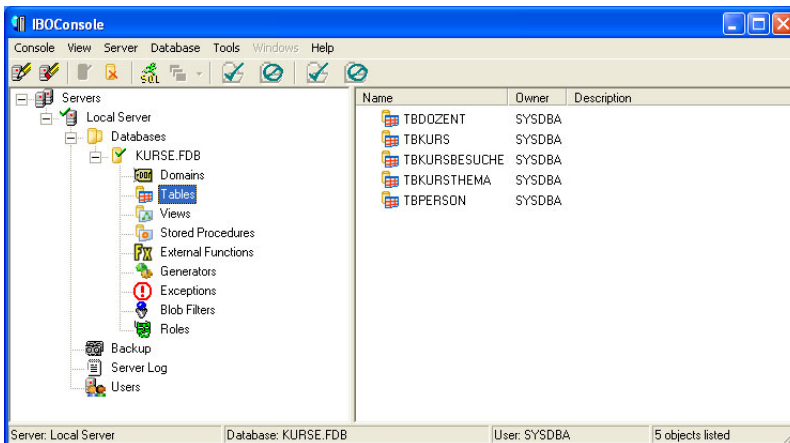 IBOConsole
Console View Server Database Tools Windows Help
SQL
Servers
Local Server
Databases
KURSE.FDB
Domains
Tables
Views
Stored Procedures
External Functions
Generators
Exceptions
Blob Filters
Roles
Backup
Server Log
Users
Name Owner Description
TBDOZENT SYSDBA
TBKURS SYSDBA
TBKURSBESUCHE SYSDBA
TBKURSTHEMA SYSDBA
TBPERSON SYSDBA
Server: Local Server Database: KURSE.FDB User: SYSDBA 5 objects listed